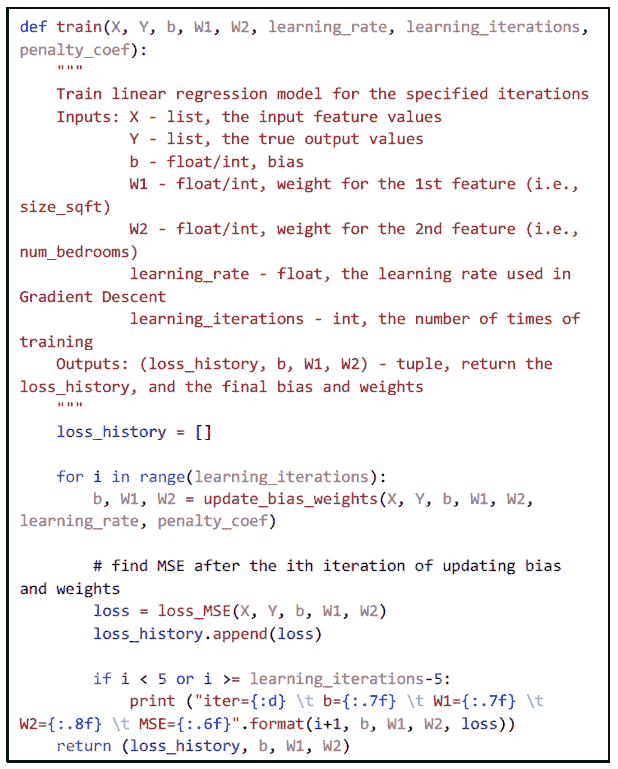 def train(X, Y, b, W1, W2, learning_rate, learning_iterations,
penalty_coef):
    """
    Train linear regression model for the specified iterations
    Inputs: X - list, the input feature values
            Y - list, the true output values
            b - float/int, bias
            W1 - float/int, weight for the 1st feature (i.e.,
size_sqft)
            W2 - float/int, weight for the 2nd feature (i.e.,
num_bedrooms)
            learning_rate - float, the learning rate used in
Gradient Descent
            learning_iterations - int, the number of times of
training
    Outputs: (loss_history, b, W1, W2) - tuple, return the
loss_history, and the final bias and weights
    """
    loss_history = []

    for i in range(learning_iterations):
        b, W1, W2 = update_bias_weights(X, Y, b, W1, W2,
learning_rate, penalty_coef)

        # find MSE after the ith iteration of updating bias
and weights
        loss = loss_MSE(X, Y, b, W1, W2)
        loss_history.append(loss)

        if i < 5 or i >= learning_iterations-5:
            print ("iter={:d} \t b={:.7f} \t W1={:.7f} \t
W2={:.8f} \t MSE={:.6f}".format(i+1, b, W1, W2, loss))
    return (loss_history, b, W1, W2)